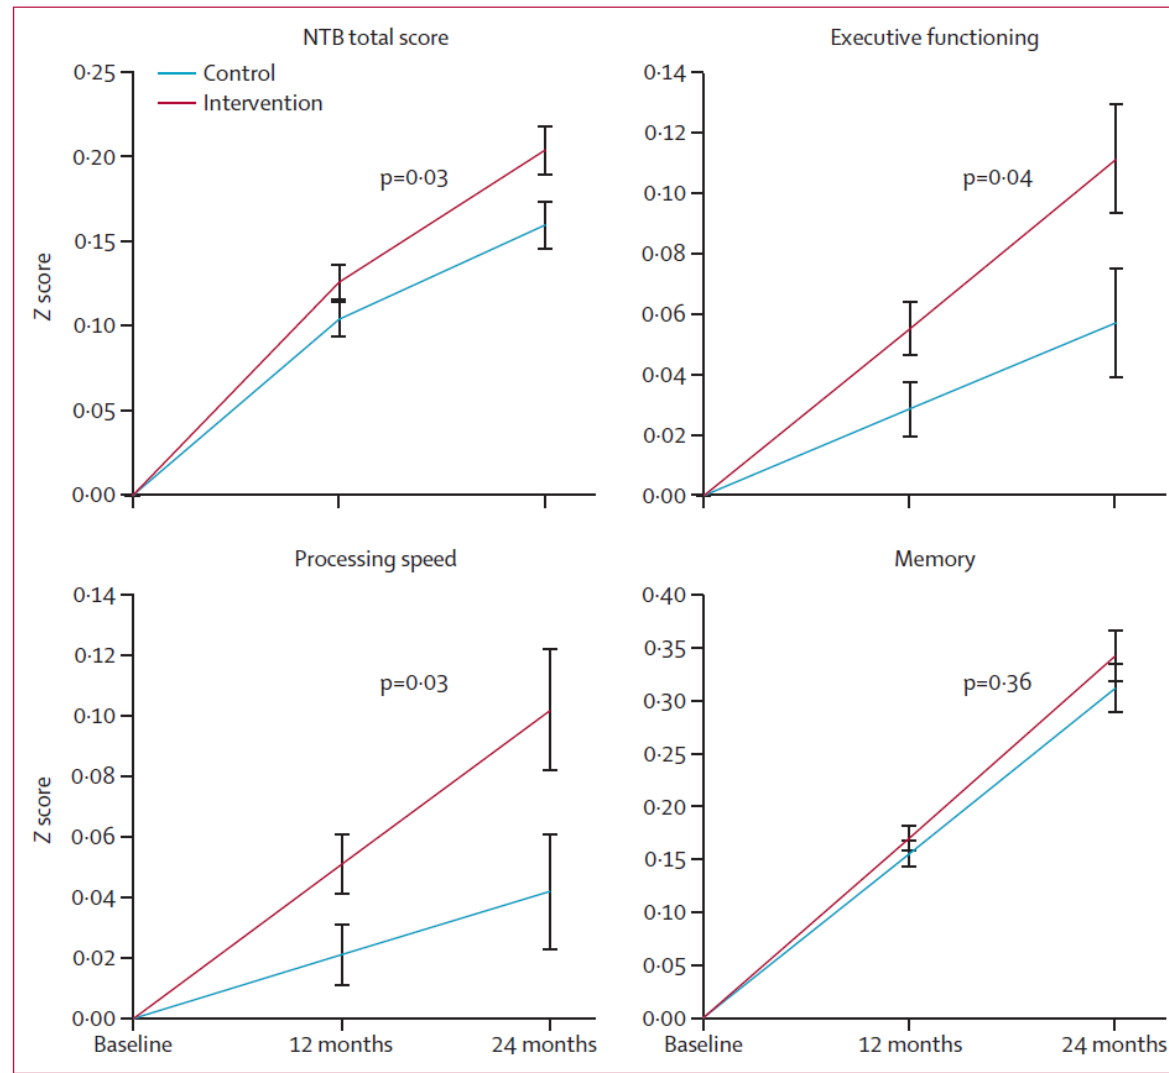 NTB total score
Control
Intervention
0·25
0·20
0·15
0·10
0·05
0·00
Z score
p=0·03
Executive functioning
0·14
0·12
0·10
0·08
0·06
0·04
0·02
0·00
p=0·04
Processing speed
0·14
0·12
0·10
0·08
0·06
0·04
0·02
0·00
Z score
p=0·03
Baseline
12 months
24 months
Memory
0·40
0·35
0·30
0·25
0·20
0·15
0·10
0·05
0·00
p=0·36
Baseline
12 months
24 months